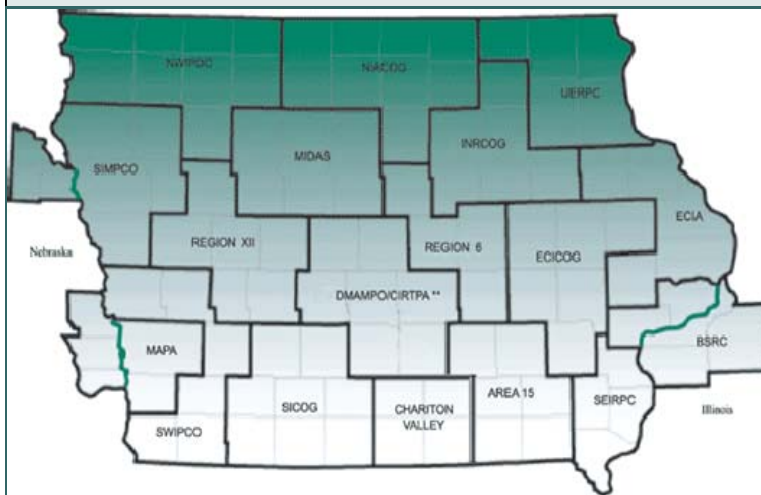 NWIPDC
NIACOG
UERPC
SIMPCO
MIDAS
INRCOG
ECIA
REGION XII
REGION 6
ECICOG
Nebraska
DMAMPO/CIRTPA **
MAPA
BSRC
SICOG
CHARITON
VALLEY
AREA 15
SEIRPC
Illinois
SWIPCO